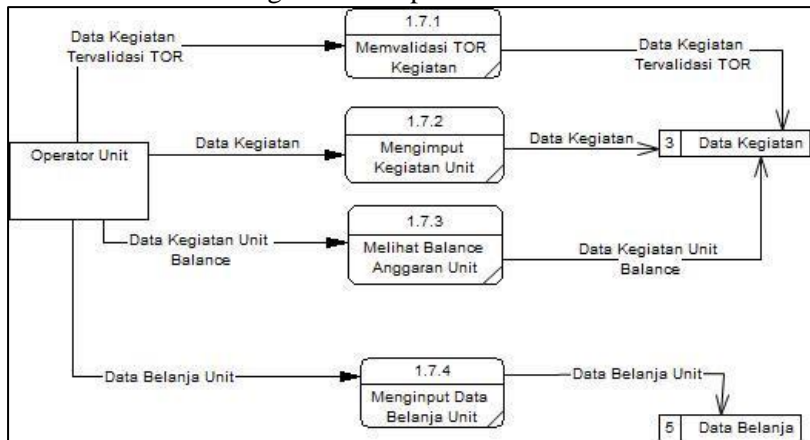 1.7.1
Memvalidasi TOR
Kegiatan
Data Kegiatan
Tervalidasi TOR
Data Kegiatan
Tervalidasi TOR
1.7.2
Mengimput
Kegiatan Unit
Data Kegiatan
Data Kegiatan
3 Data Kegiatan
Operator Unit
1.7.3
Melihat Balance
Anggaran Unit
Data Kegiatan Unit
Balance
Data Kegiatan Unit
Balance
1.7.4
Menginput Data
Belanja Unit
Data Belanja Unit
Data Belanja Unit
5 Data Belanja